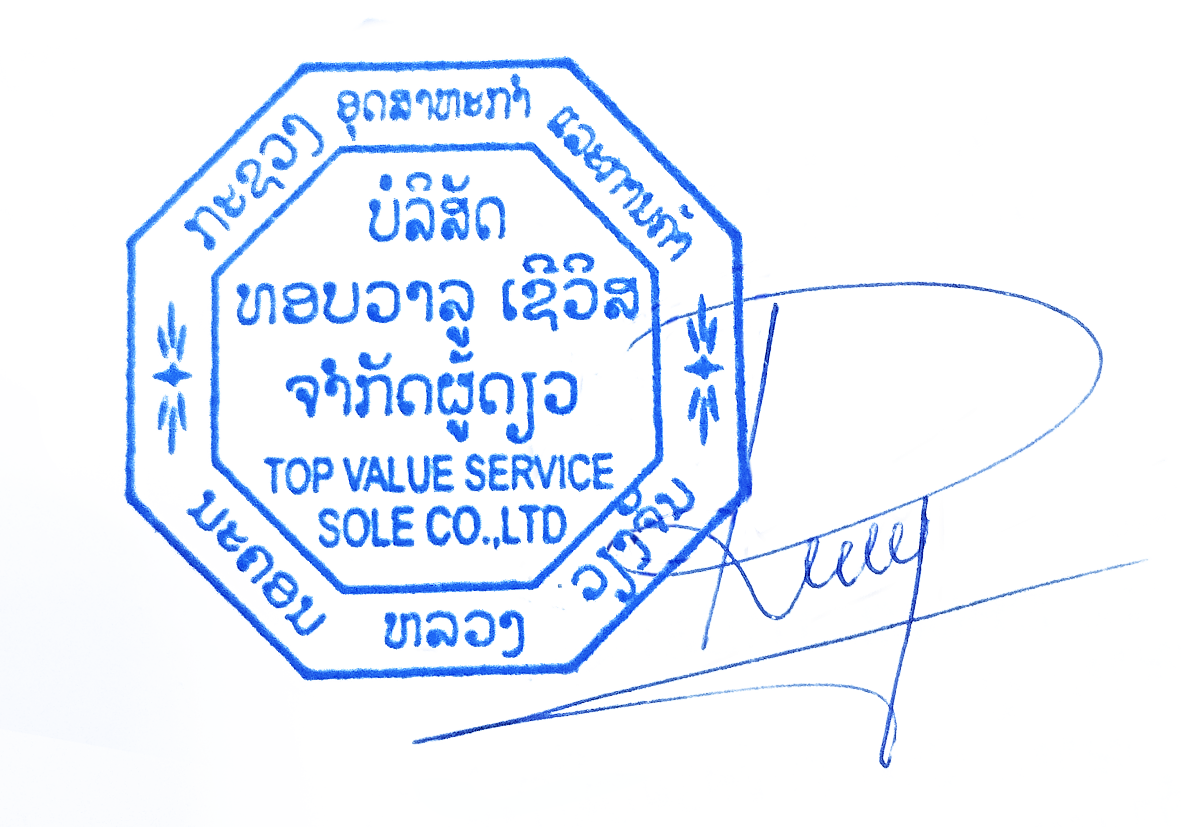 ກະຊວງ ອຸດສາຫະກຳ ແລະການຄ້າ
ບໍລິສັດ
ທອບວາລູ ເຊີວິສ
ຈຳກັດຜູ້ດຽວ
TOP VALUE SERVICE
SOLE CO.,LTD
ນະຄອນ ຫລວງ ວຽງຈັນ